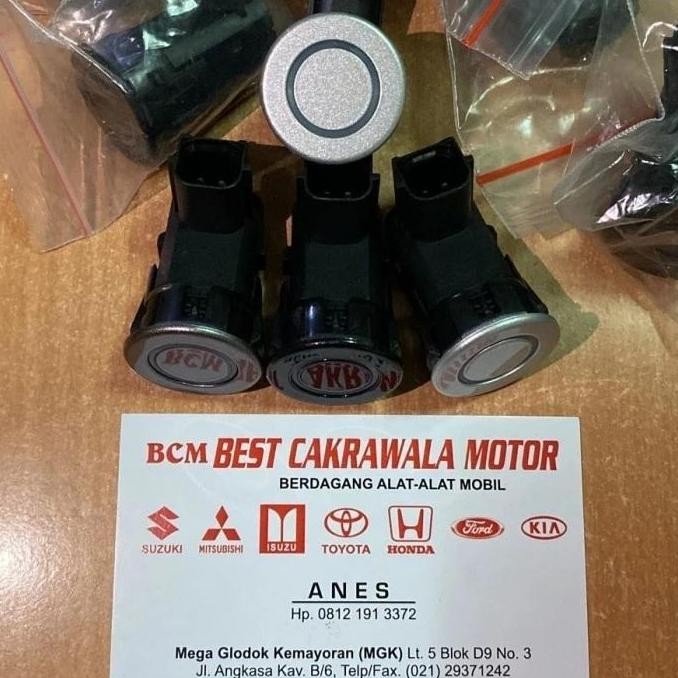 BCM BEST CAKRAWALA MOTOR
BERDAGANG ALAT-ALAT MOBIL
SUZUKI MITSUBISHI ISUZU TOYOTA HONDA Ford KIA
ANES
Hp. 0812 191 3372
Mega Glodok Kemayoran (MGK) Lt. 5 Blok D9 No. 3
Jl. Angkasa Kav. B/6, Telp/Fax. (021) 29371242